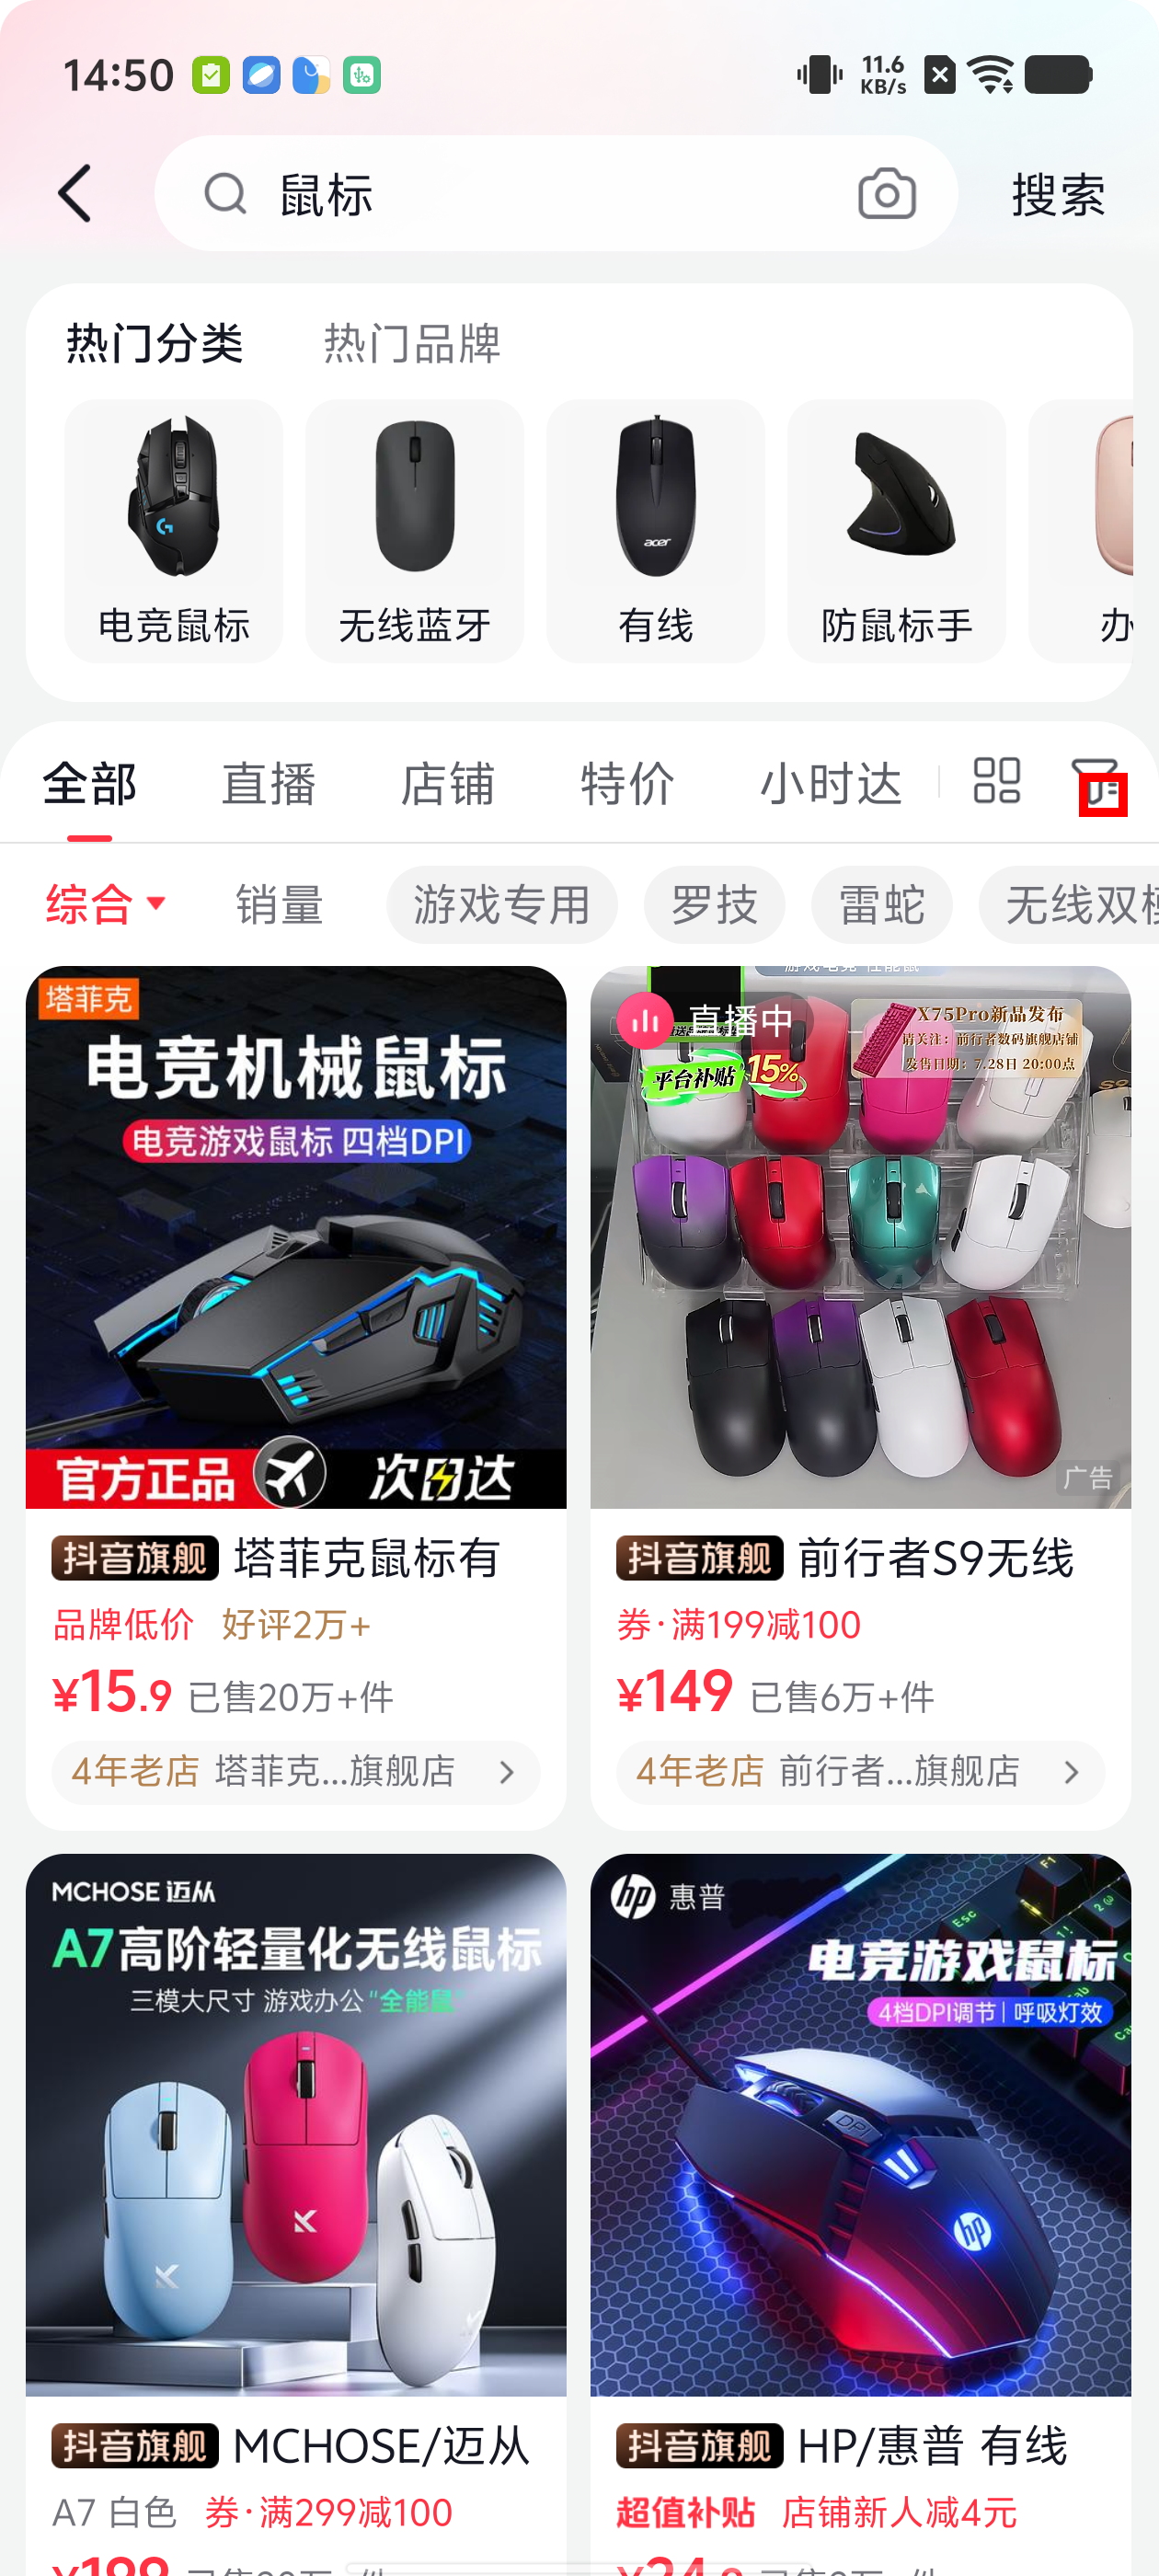 14:50
11.6
KB/s
鼠标
搜索
热门分类
热门品牌
acer
电竞鼠标
无线蓝牙
有线
防鼠标手
办
全部
直播
店铺
特价
小时达
综合
销量
游戏专用
罗技
雷蛇
无线双模
塔菲克
电竞机械鼠标
电竞游戏鼠标 四档DPI
官方正品
次日达
直播中
平台补贴
15%
X75Pro新品发布
请关注：前行者数码旗舰店铺
发售日期：7.28日 20:00点
广告
抖音旗舰 塔菲克鼠标有
品牌低价 好评2万+
¥15.9 已售20万+件
4年老店 塔菲克...旗舰店
抖音旗舰 前行者S9无线
券·满199减100
¥149 已售6万+件
4年老店 前行者...旗舰店
MCHOSE 迈从
A7高阶轻量化无线鼠标
三模大尺寸 游戏办公“全能鼠”
hp 惠普
电竞游戏鼠标
4档DPI调节 | 呼吸灯效
F1
Esc
DPI
hp
抖音旗舰 MCHOSE/迈从
A7 白色 券·满299减100
抖音旗舰 HP/惠普 有线
超值补贴 店铺新人减4元